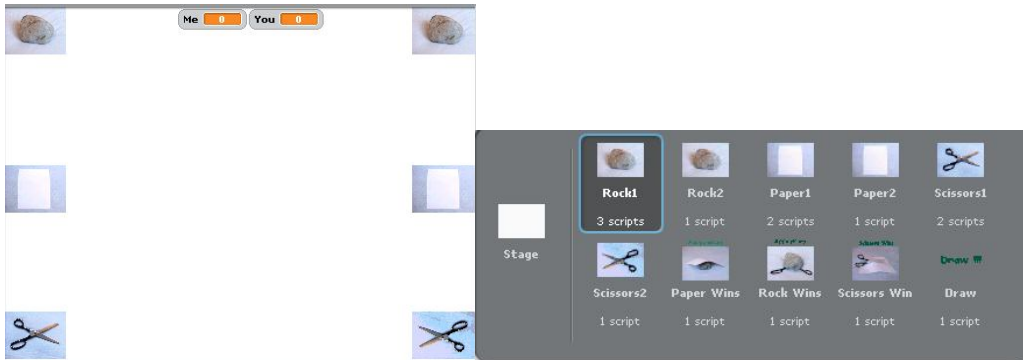 Me 0 You 0
Rock1 Rock2 Paper1 Paper2 Scissors1
3 scripts 1 script 2 scripts 1 script 2 scripts
Stage
Scissors2 Paper Wins Rock Wins Scissors Win Draw
1 script 1 script 1 script 1 script 1 script
Scissors Win
Draw !!!